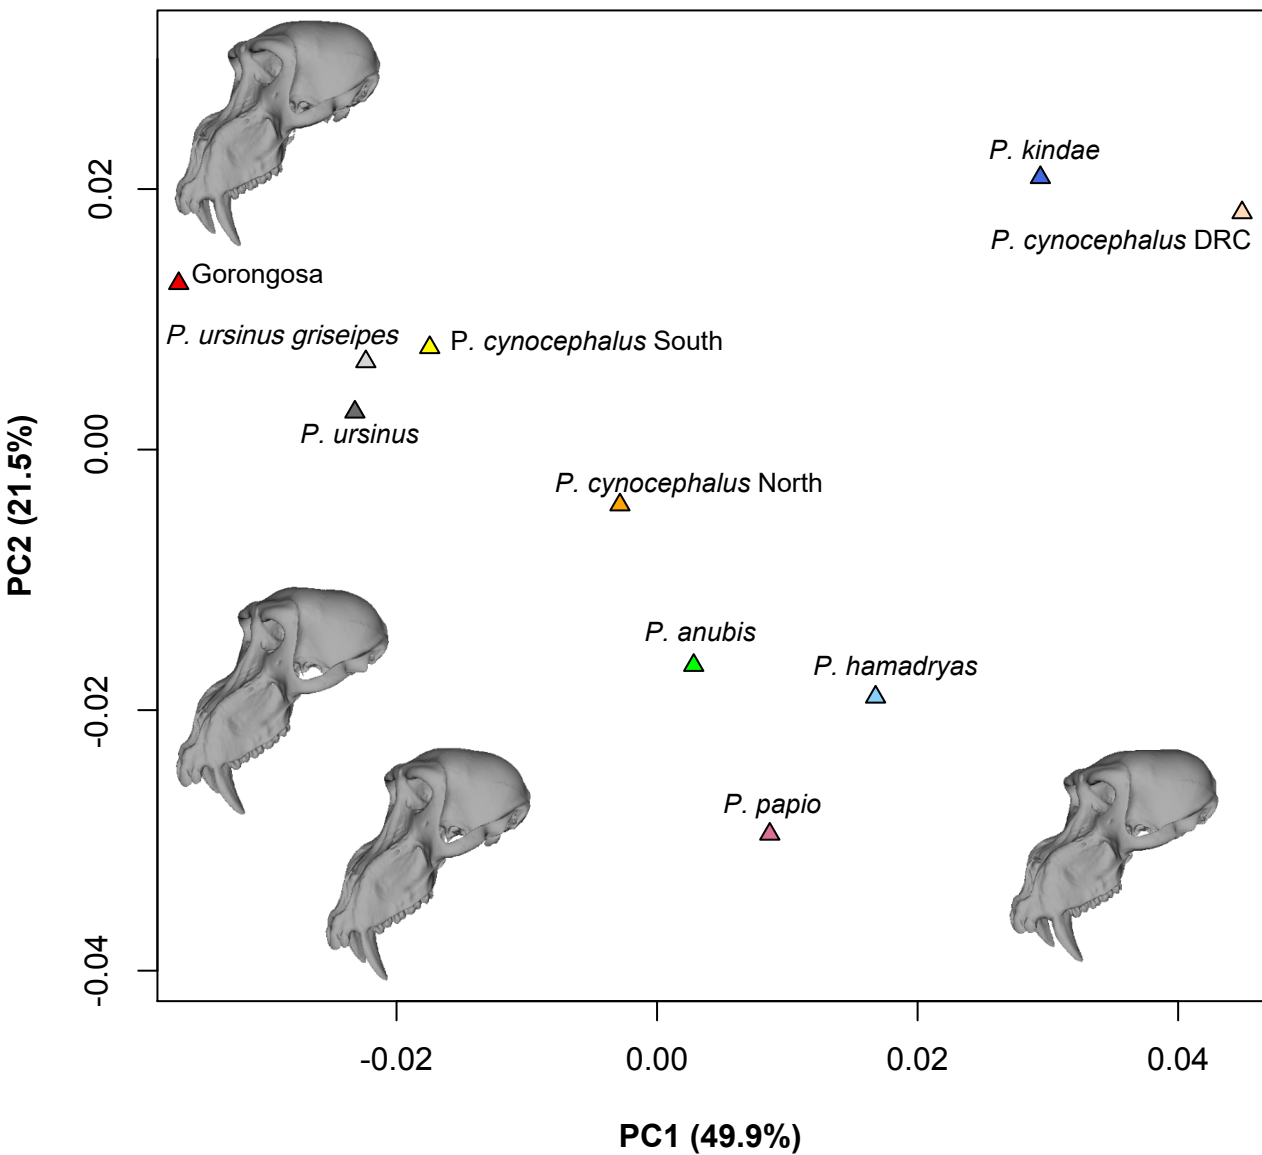 P. kindae
0.02
P. cynocephalus DRC
Gorongosa
P. ursinus griseipes
P. cynocephalus South
P. ursinus
0.00
P. cynocephalus North
PC2 (21.5%)
P. anubis
P. hamadryas
-0.02
P. papio
-0.04
-0.02
0.00
0.02
0.04
PC1 (49.9%)